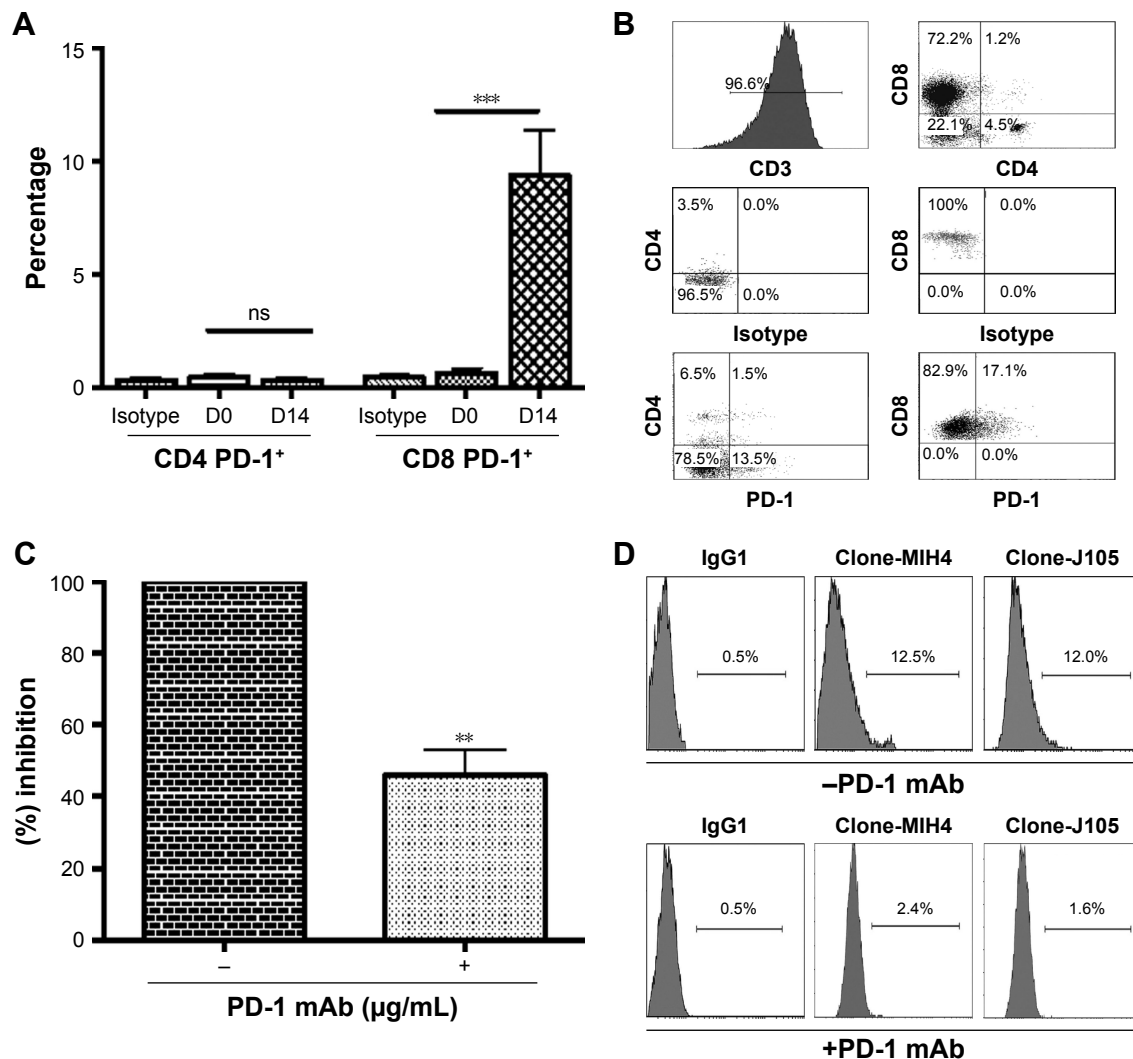 A
15
10
5
0
Percentage
ns
***
Isotype D0 D14 Isotype D0 D14
CD4 PD-1+ CD8 PD-1+
B
96.6%
CD3
72.2% 1.2%
22.1% 4.5%
CD8
CD4
3.5% 0.0%
96.5% 0.0%
CD4
Isotype
100% 0.0%
0.0% 0.0%
CD8
Isotype
6.5% 1.5%
78.5% 13.5%
CD4
PD-1
82.9% 17.1%
0.0% 0.0%
CD8
PD-1
C
100
80
60
40
20
0
(%) inhibition
**
– +
PD-1 mAb (µg/mL)
D
IgG1 Clone-MIH4 Clone-J105
0.5% 12.5% 12.0%
–PD-1 mAb
IgG1 Clone-MIH4 Clone-J105
0.5% 2.4% 1.6%
+PD-1 mAb